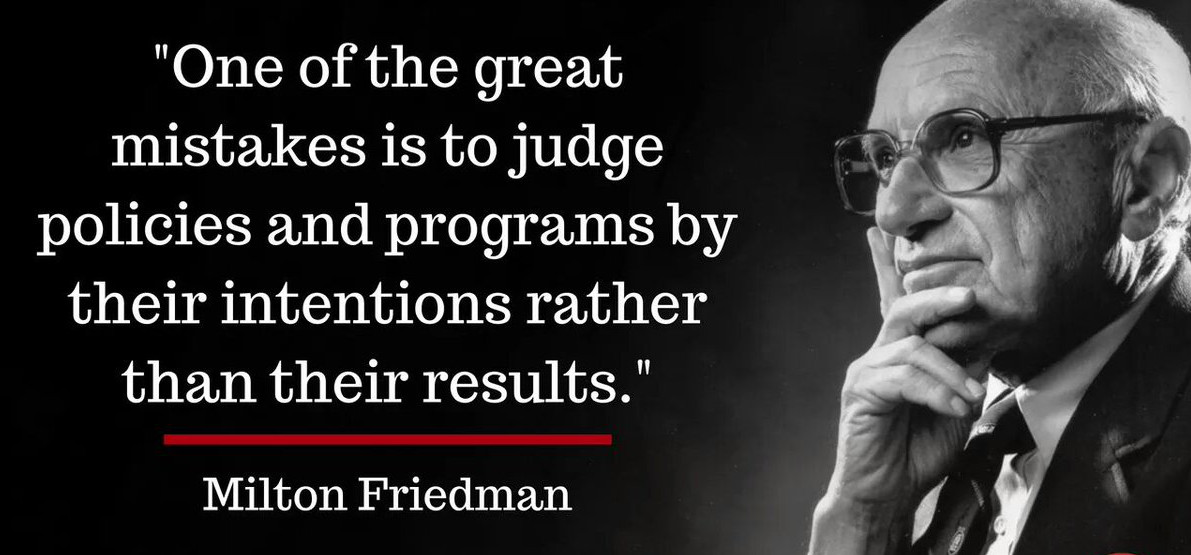 "One of the great
mistakes is to judge
policies and programs by
their intentions rather
than their results."
Milton Friedman